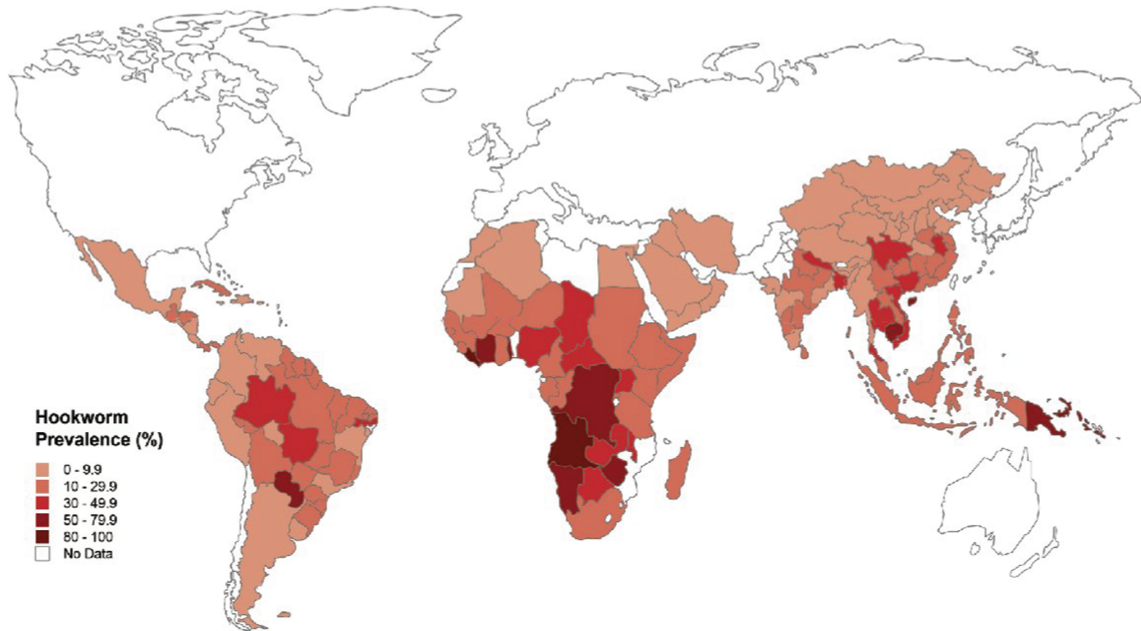 Hookworm
Prevalence (%)
0 - 9.9
10 - 29.9
30 - 49.9
50 - 79.9
80 - 100
No Data